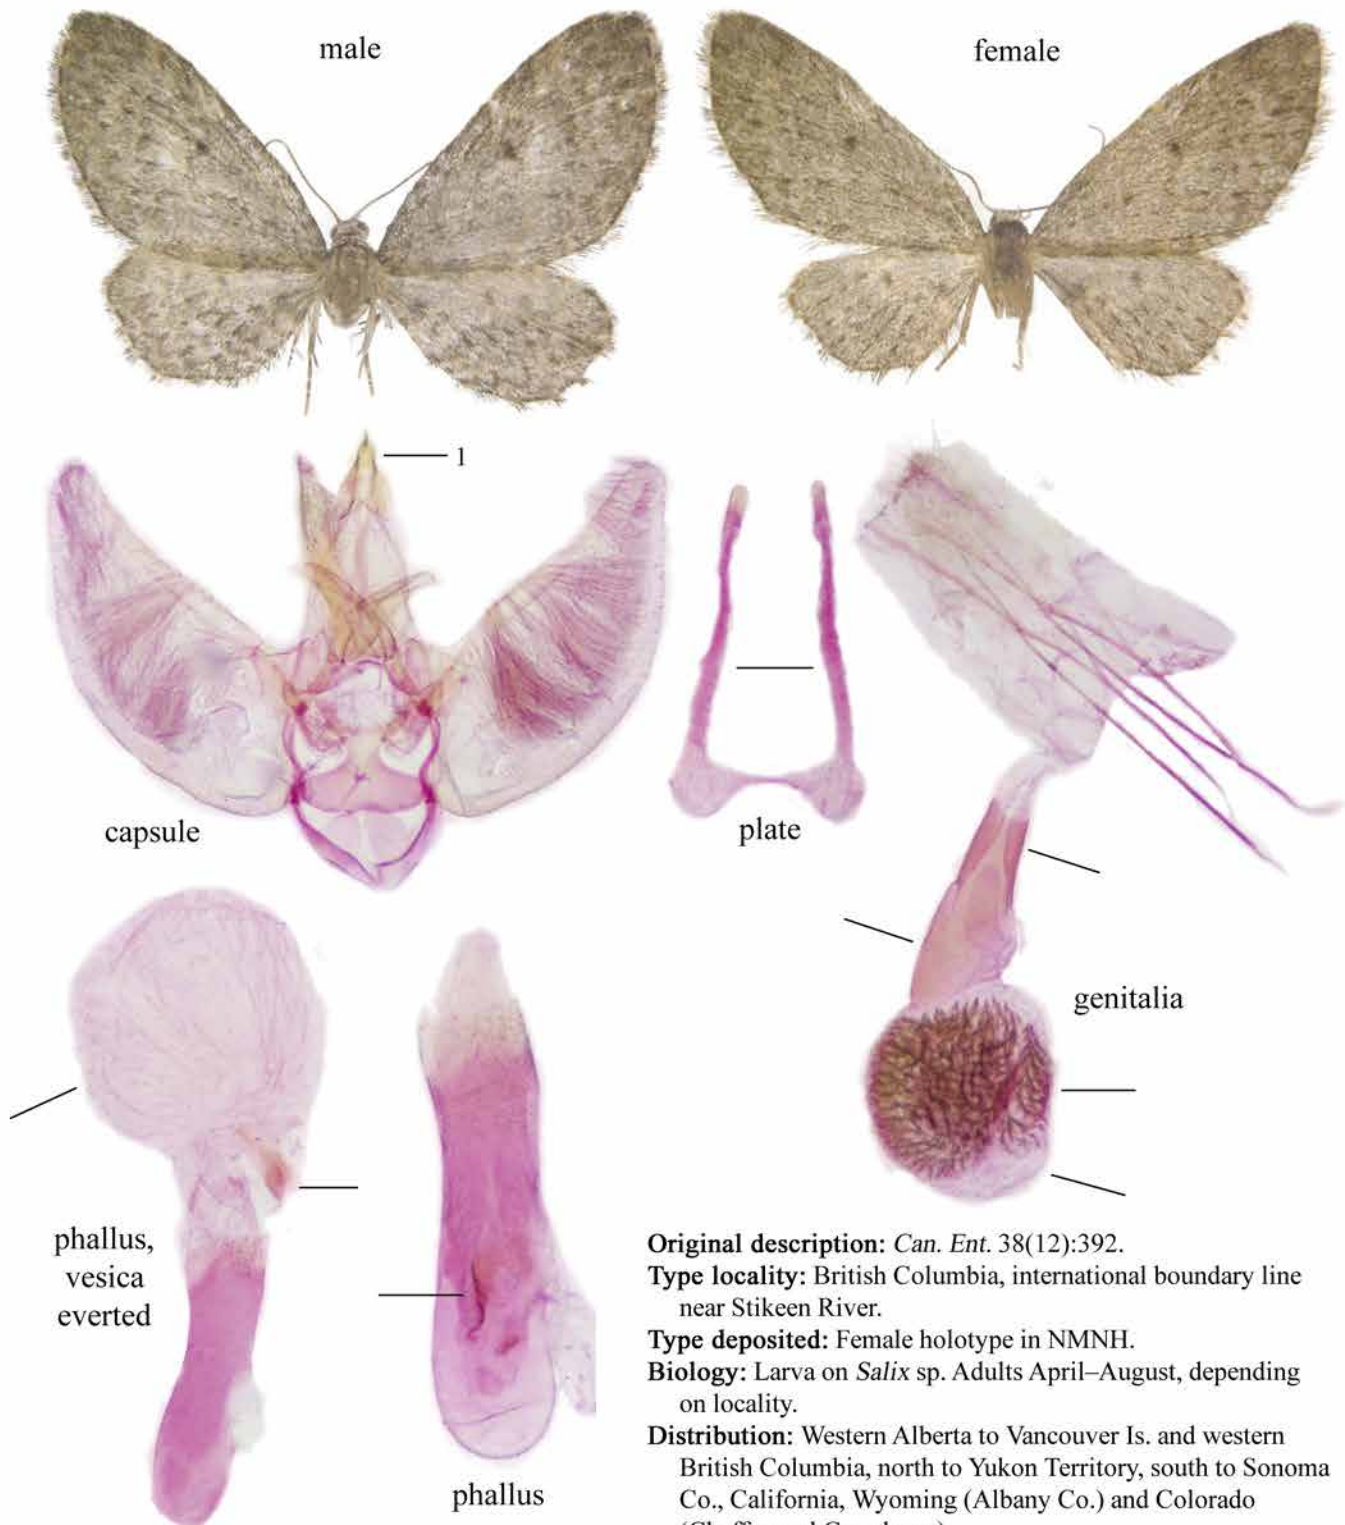 male
female
1
capsule
plate
genitalia
phallus,
vesica
everted
phallus
Original description: Can. Ent. 38(12):392.
Type locality: British Columbia, international boundary line
near Stikeen River.
Type deposited: Female holotype in NMNH.
Biology: Larva on Salix sp. Adults April–August, depending
on locality.
Distribution: Western Alberta to Vancouver Is. and western
British Columbia, north to Yukon Territory, south to Sonoma
Co., California, Wyoming (Albany Co.) and Colorado